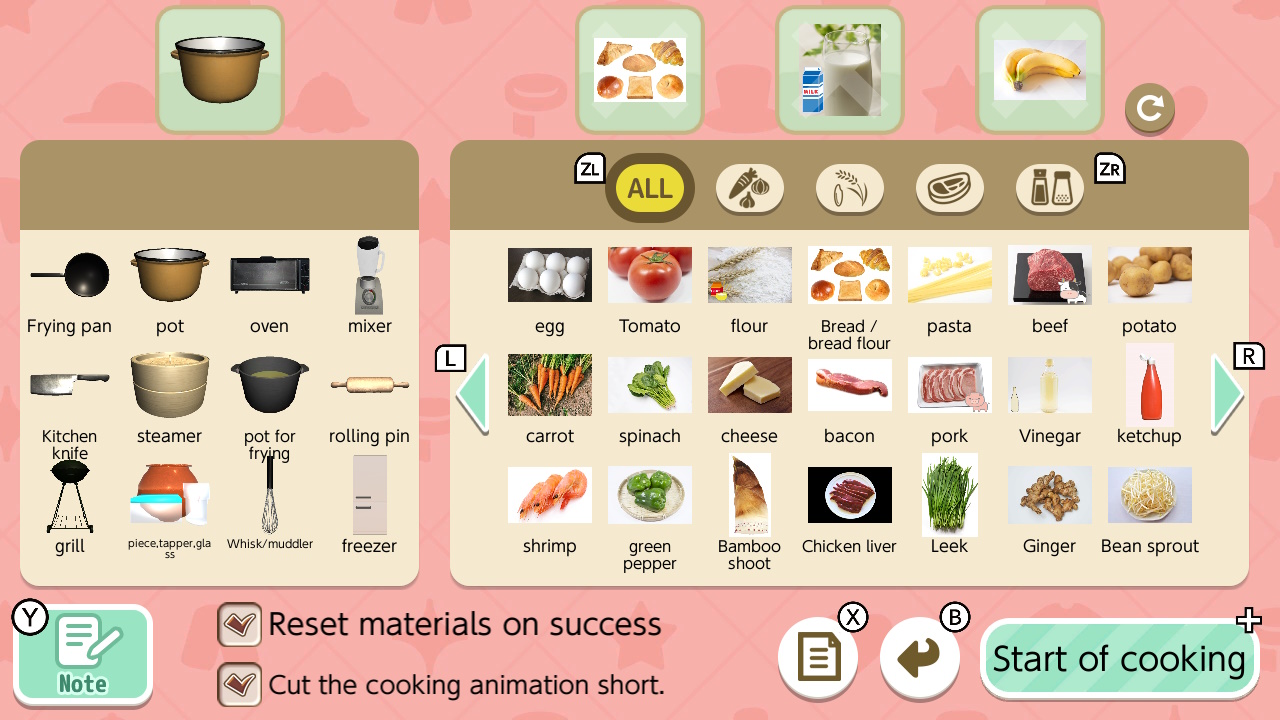 MILK
ZL
ALL
ZR
Frying pan
pot
oven
mixer
egg
Tomato
flour
Bread /
bread flour
pasta
beef
potato
L
R
Kitchen
knife
steamer
pot for
frying
rolling pin
carrot
spinach
cheese
bacon
pork
Vinegar
ketchup
grill
piece,tapper,gla
ss
Whisk/muddler
freezer
shrimp
green
pepper
Bamboo
shoot
Chicken liver
Leek
Ginger
Bean sprout
Y
Note
Reset materials on success
Cut the cooking animation short.
X
B
Start of cooking